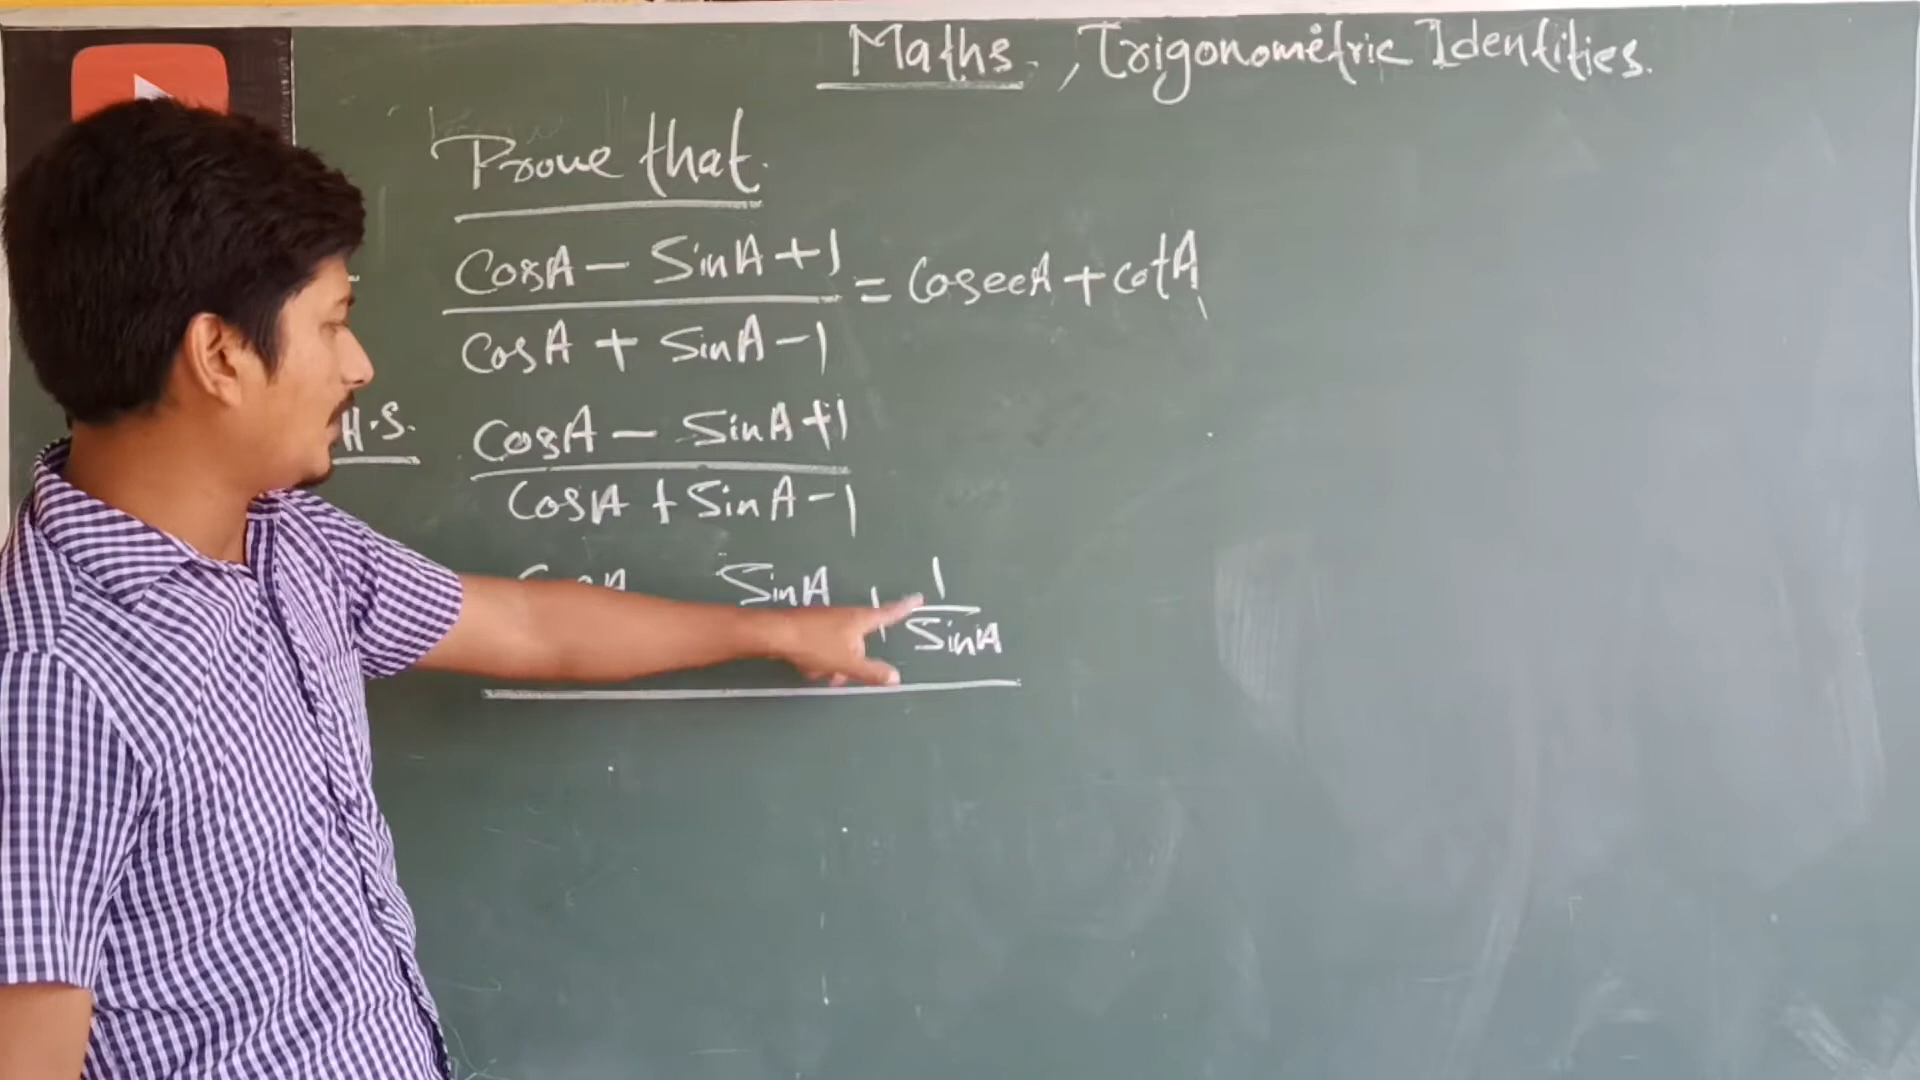 Maths. , Trigonometric Identities.
Prove that.
CosA - SinA + 1
= CosecA + cotA
CosA + SinA - 1
H.S. CosA - SinA + 1
CosA + SinA - 1
SinA 1
SinA